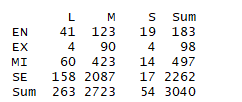 L M S Sum
EN 41 123 19 183
EX 4 90 4 98
MI 60 423 14 497
SE 158 2087 17 2262
Sum 263 2723 54 3040